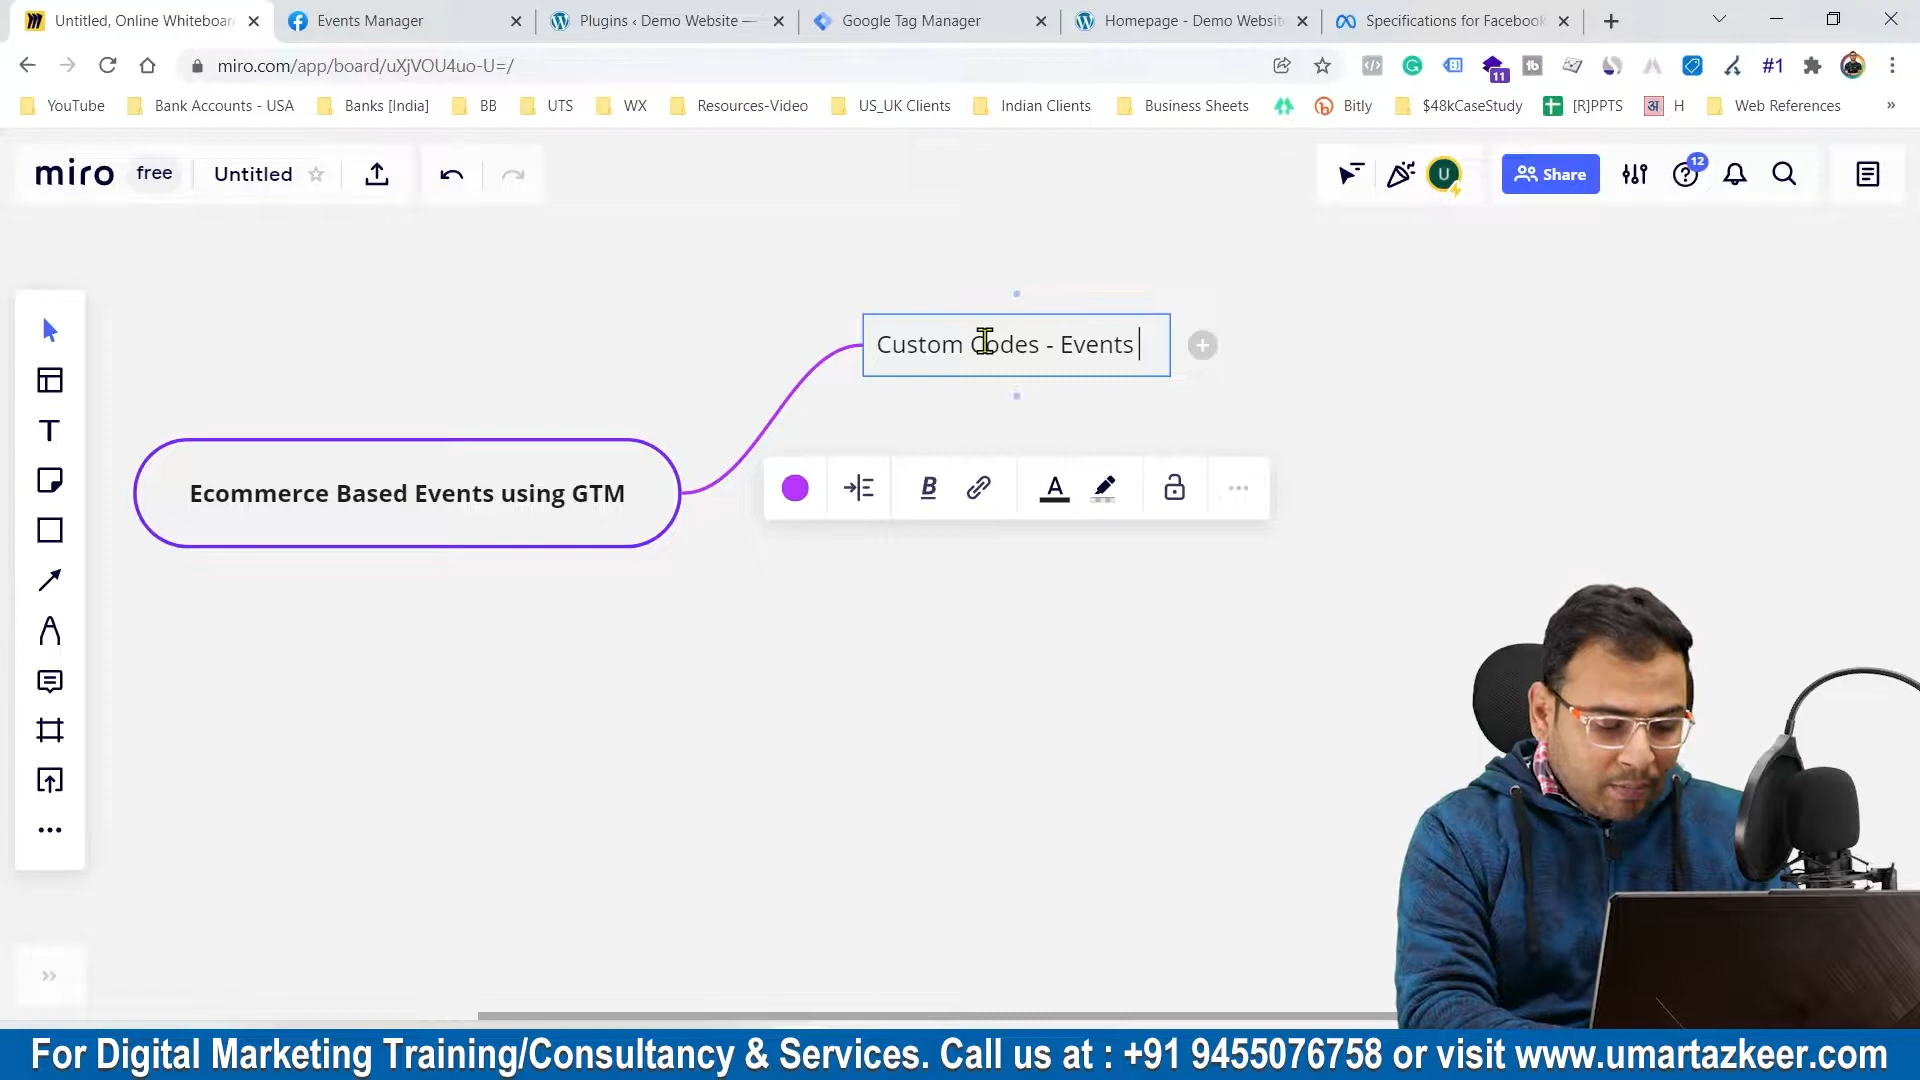 Untitled, Online Whiteboar
Events Manager
Plugins ‹ Demo Website —
Google Tag Manager
Homepage - Demo Websit
Specifications for Facebook
miro.com/app/board/uXjVOU4uo-U=/
11
#1
YouTube
Bank Accounts - USA
Banks [India]
BB
UTS
WX
Resources-Video
US_UK Clients
Indian Clients
Business Sheets
Bitly
$48kCaseStudy
[R]PPTS
अ
H
Web References
»
miro
free
Untitled
U
Share
12
Custom Codes - Events
Ecommerce Based Events using GTM
B
A
For Digital Marketing Training/Consultancy & Services. Call us at : +91 9455076758 or visit www.umartazkeer.com